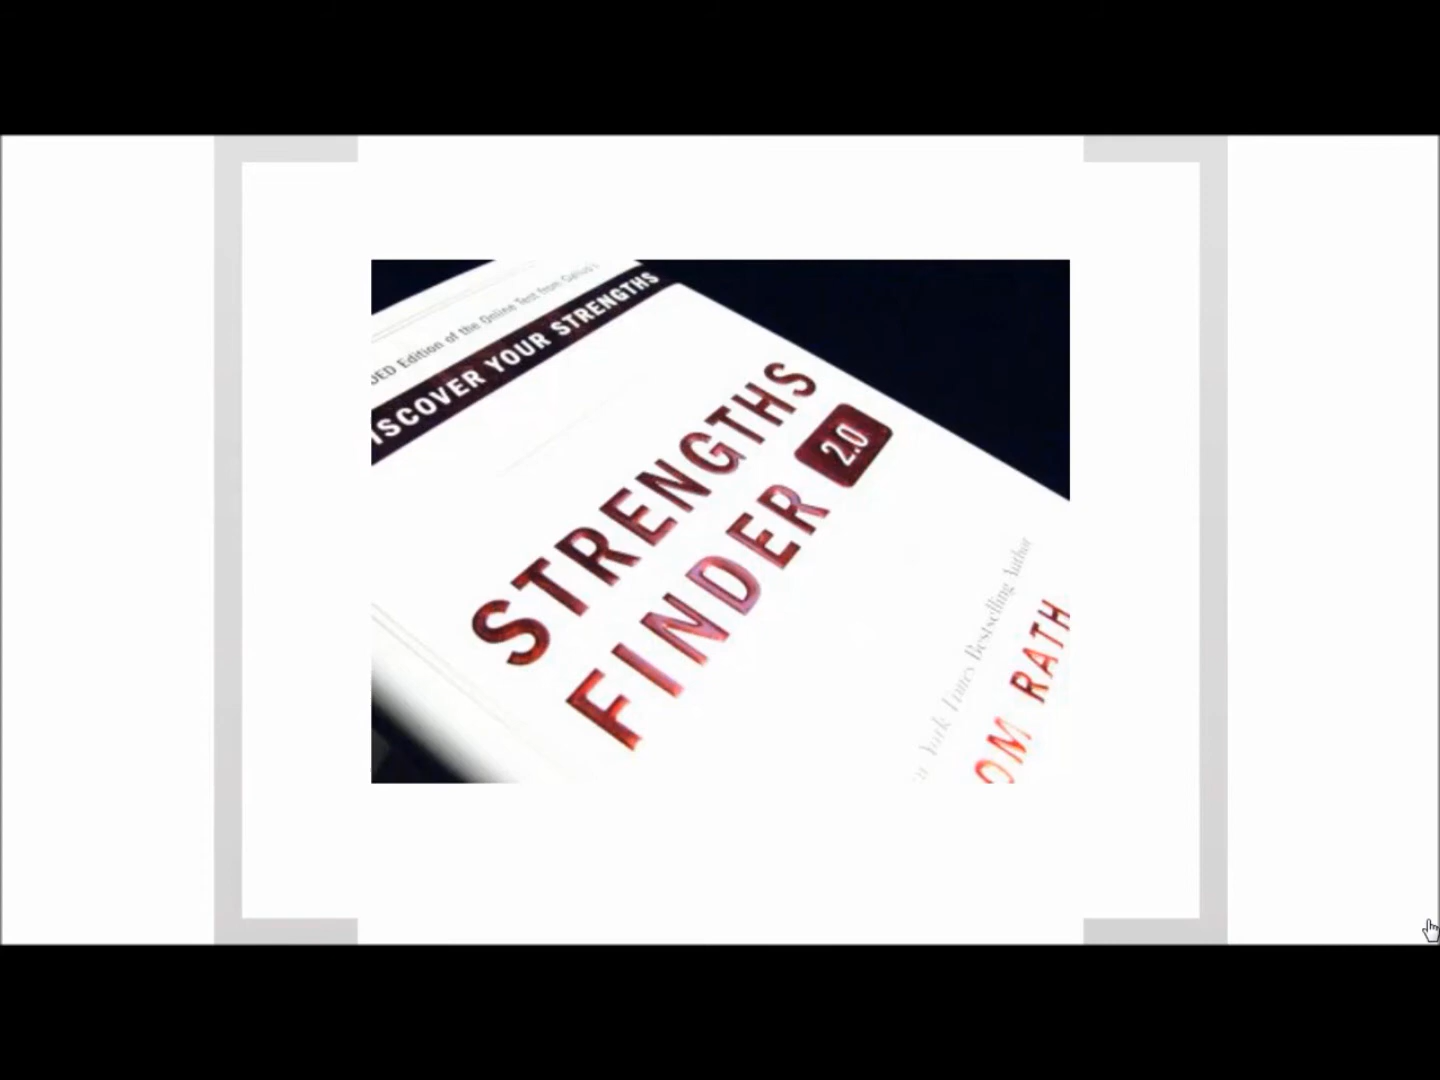 DED Edition of the Online Test from Gallup's
ISCOVER YOUR STRENGTHS
STRENGTHS
FINDER 2.0
York Times Bestselling Author
OM RATH